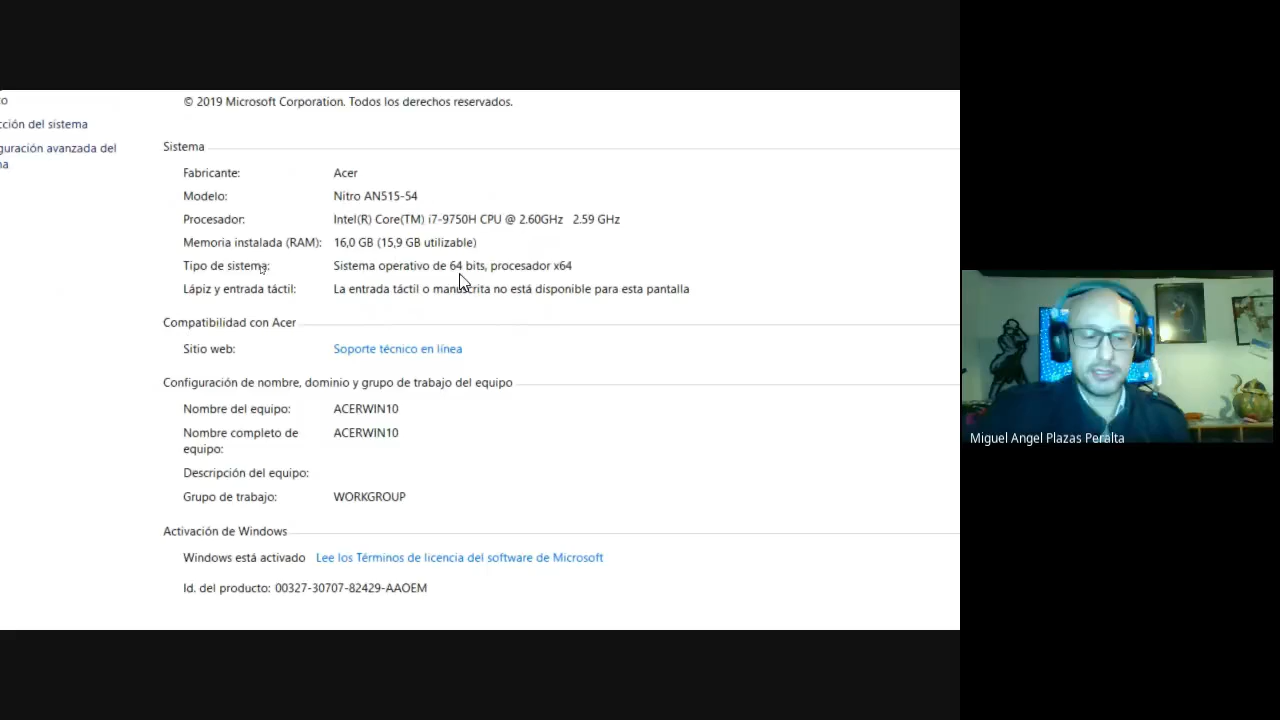 © 2019 Microsoft Corporation. Todos los derechos reservados.
cción del sistema
guración avanzada del
Sistema
Fabricante: Acer
Modelo: Nitro AN515-54
Procesador: Intel(R) Core(TM) i7-9750H CPU @ 2.60GHz 2.59 GHz
Memoria instalada (RAM): 16,0 GB (15,9 GB utilizable)
Tipo de sistema: Sistema operativo de 64 bits, procesador x64
Lápiz y entrada táctil: La entrada táctil o manuscrita no está disponible para esta pantalla
Compatibilidad con Acer
Sitio web: Soporte técnico en línea
Configuración de nombre, dominio y grupo de trabajo del equipo
Nombre del equipo: ACERWIN10
Nombre completo de ACERWIN10
equipo:
Descripción del equipo:
Grupo de trabajo: WORKGROUP
Activación de Windows
Windows está activado Lee los Términos de licencia del software de Microsoft
Id. del producto: 00327-30707-82429-AAOEM
Miguel Angel Plazas Peralta